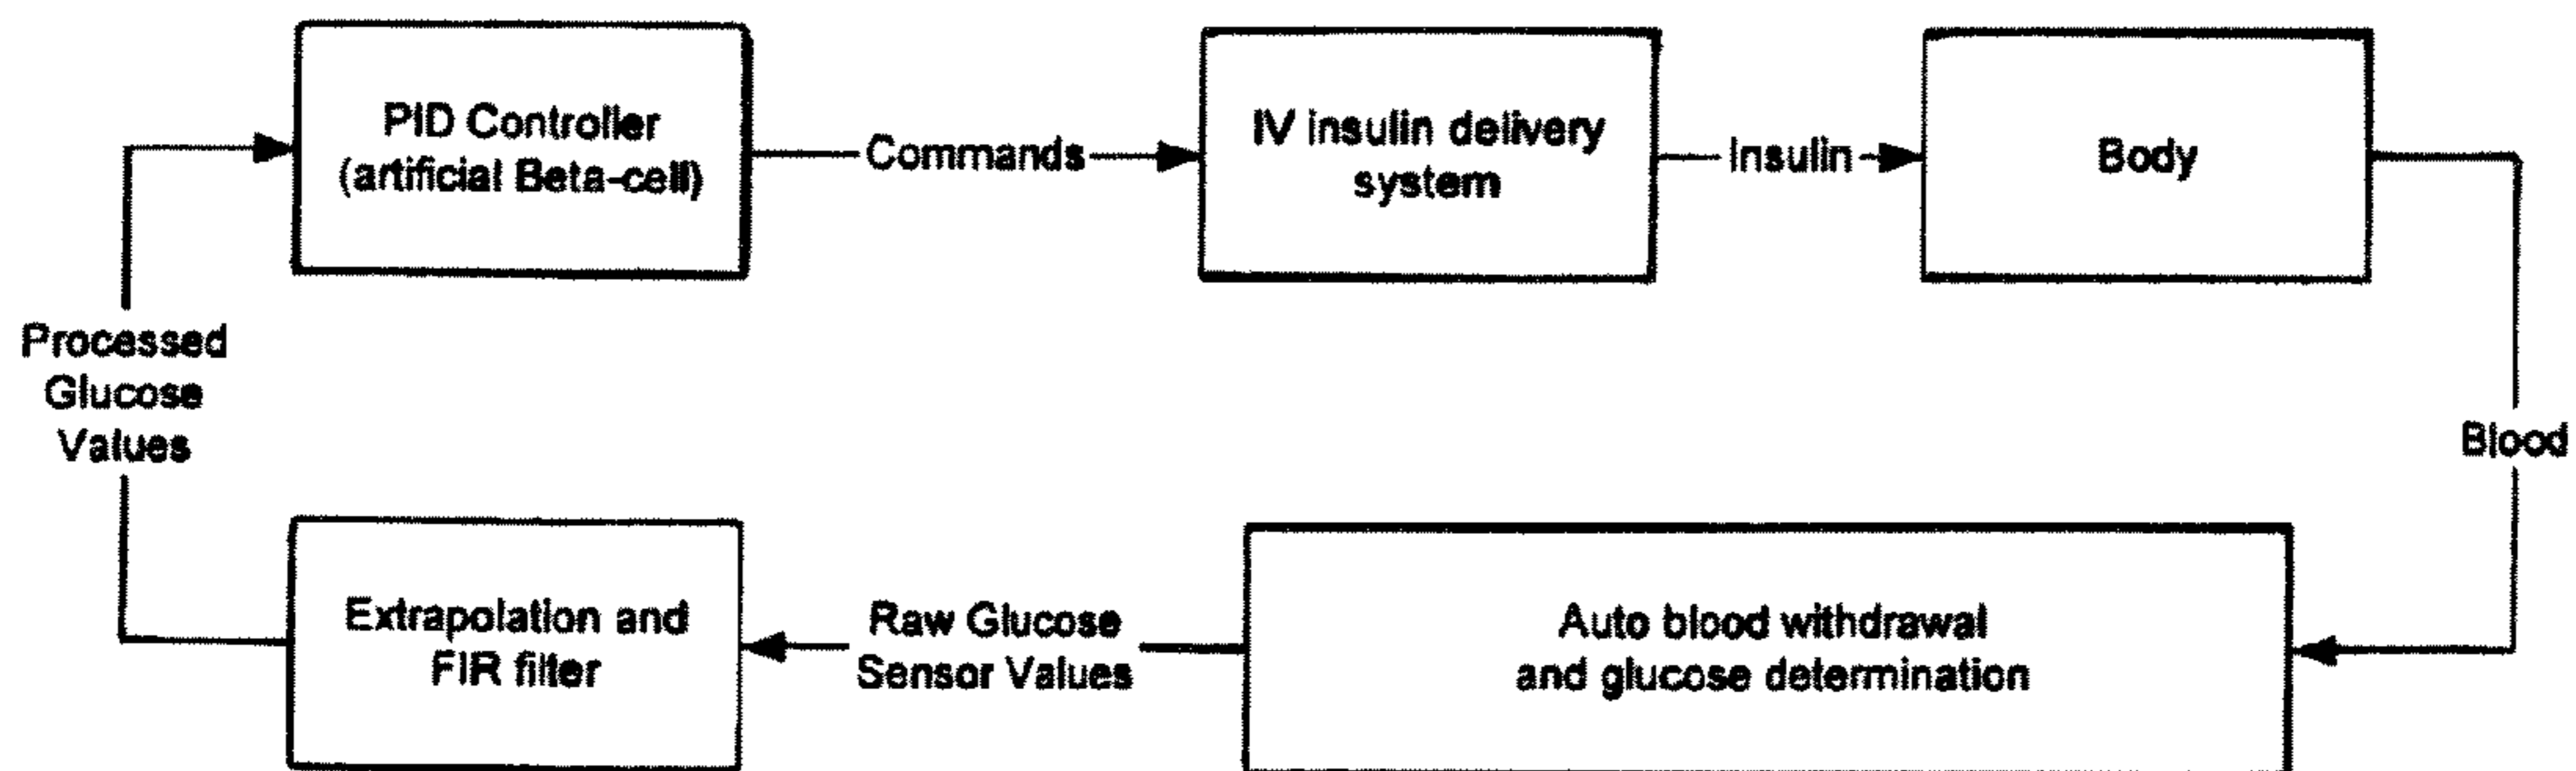 PID Controller
(artificial Beta-cell)
Commands
IV insulin delivery
system
Insulin
Body
Processed
Glucose
Values
Blood
Extrapolation and
FIR filter
Raw Glucose
Sensor Values
Auto blood withdrawal
and glucose determination